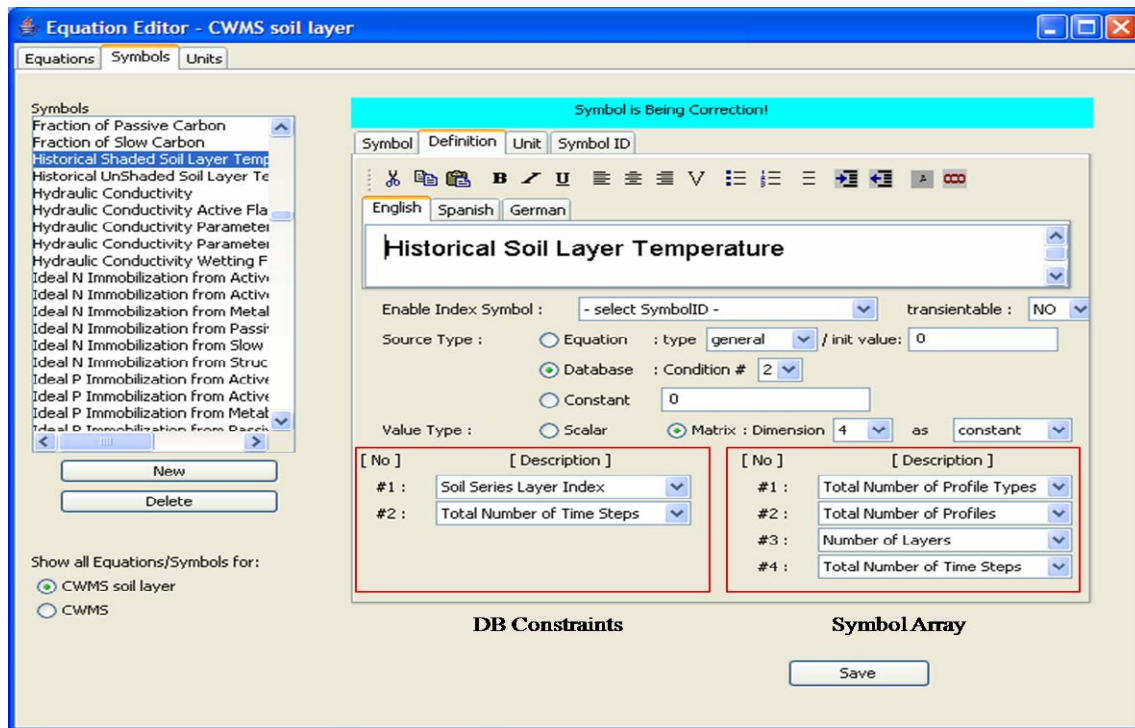 Equation Editor - CWMS soil layer
Equations Symbols Units
Symbols
Fraction of Passive Carbon
Fraction of Slow Carbon
Historical Shaded Soil Layer Temp
Historical UnShaded Soil Layer Te
Hydraulic Conductivity
Hydraulic Conductivity Active Fla
Hydraulic Conductivity Parameter
Hydraulic Conductivity Parameter
Hydraulic Conductivity Wetting F
Ideal N Immobilization from Activ
Ideal N Immobilization from Active
Ideal N Immobilization from Metal
Ideal N Immobilization from Passi
Ideal N Immobilization from Slow
Ideal N Immobilization from Struc
Ideal P Immobilization from Active
Ideal P Immobilization from Active
Ideal P Immobilization from Metab
Ideal P Immobilization from Passiv
New
Delete
Show all Equations/Symbols for:
CWMS soil layer
CWMS
Symbol is Being Correction!
Symbol Definition Unit Symbol ID
B I U
English Spanish German
Historical Soil Layer Temperature
Enable Index Symbol : - select SymbolID - transientable : NO
Source Type : Equation : type general / init value: 0
Database : Condition # 2
Constant 0
Value Type : Scalar Matrix : Dimension 4 as constant
[ No ] [ Description ]
#1 : Soil Series Layer Index
#2 : Total Number of Time Steps
[ No ] [ Description ]
#1 : Total Number of Profile Types
#2 : Total Number of Profiles
#3 : Number of Layers
#4 : Total Number of Time Steps
DB Constraints
Symbol Array
Save